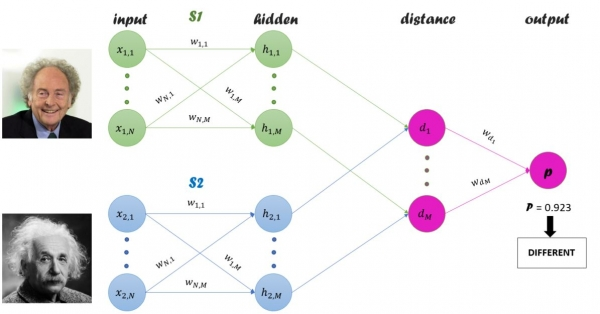 input S1 hidden distance output
x1,1 w1,1 h1,1
wN,1 w1,M
x1,N wN,M h1,M
d1 wd1
p
S2
wdM
x2,1 w1,1 h2,1 dM
P = 0.923
wN,1 w1,M
DIFFERENT
x2,N wN,M h2,M